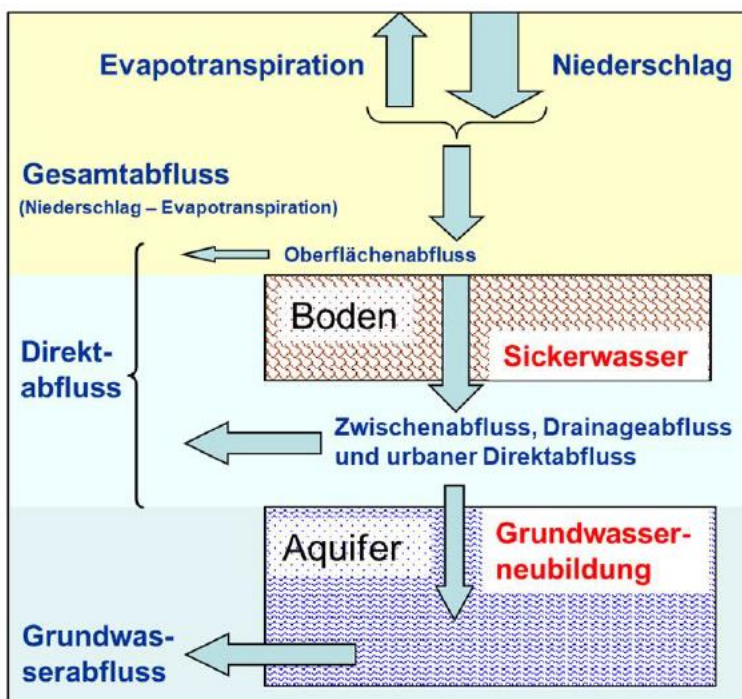 Evapotranspiration
Niederschlag
Gesamtabfluss
(Niederschlag – Evapotranspiration)
Oberflächenabfluss
Boden
Direkt-
abfluss
Sickerwasser
Zwischenabfluss, Drainageabfluss
und urbaner Direktabfluss
Aquifer
Grundwasser-
neubildung
Grundwas-
serabfluss